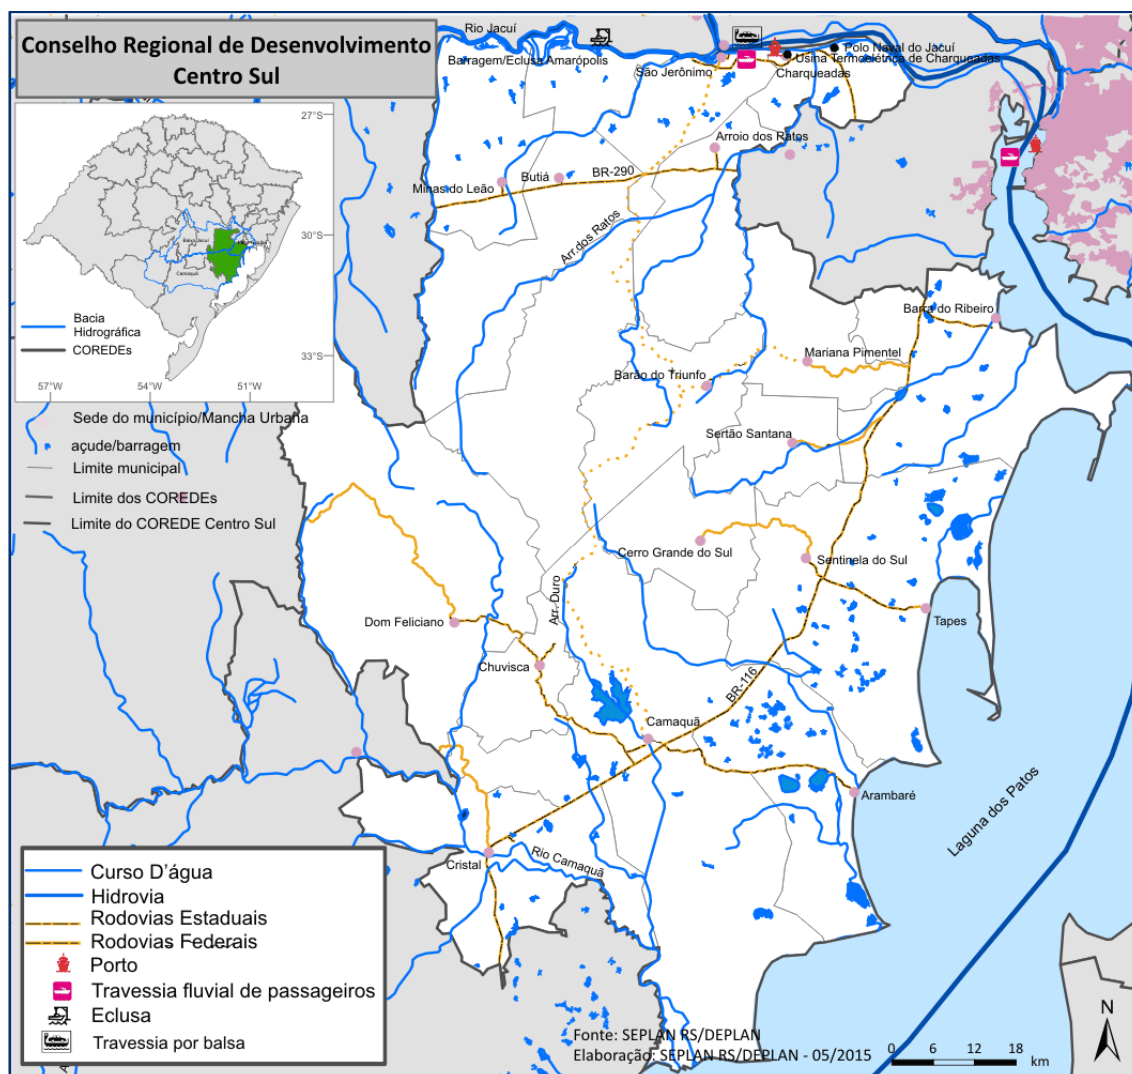 Conselho Regional de Desenvolvimento
Centro Sul
27°S
30°S
33°S
57°W
54°W
51°W
Baixo Jacuí
Camaquã
Bacia
Hidrográfica
COREDEs
Sede do município/Mancha Urbana
açude/barragem
Limite municipal
Limite dos COREDEs
Limite do COREDE Centro Sul
Rio Jacuí
Barragem/Eclusa Amarópolis
São Jerônimo
Polo Naval do Jacuí
Usina Termoelétrica de Charqueadas
Charqueadas
Arroio dos Ratos
Minas do Leão
Butiá
BR-290
Arr.dos Ratos
Barra do Ribeiro
Mariana Pimentel
Barão do Triunfo
Sertão Santana
Cerro Grande do Sul
Sentinela do Sul
Arr. Duro
Dom Feliciano
Tapes
Chuvisca
BR-116
Camaquã
Arambaré
Laguna dos Patos
Cristal
Rio Camaquã
Curso D'água
Hidrovia
Rodovias Estaduais
Rodovias Federais
Porto
Travessia fluvial de passageiros
Eclusa
Travessia por balsa
Fonte: SEPLAN RS/DEPLAN
Elaboração: SEPLAN RS/DEPLAN - 05/2015
0 6 12 18
km
N